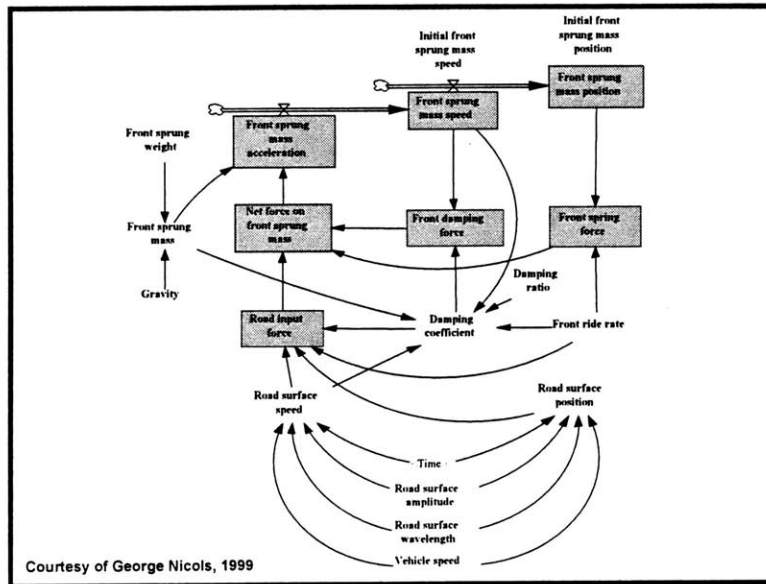 Initial front
sprung mass
speed
Initial front
sprung mass
position
Front sprung
mass position
Front sprung
mass speed
Front sprung
weight
Front sprung
mass
acceleration
Front sprung
mass
Net force on
front sprung
mass
Front damping
force
Front spring
force
Gravity
Damping
ratio
Road input
force
Damping
coefficient
Front ride rate
Road surface
speed
Road surface
position
Time
Road surface
amplitude
Road surface
wavelength
Vehicle speed
Courtesy of George Nicols, 1999